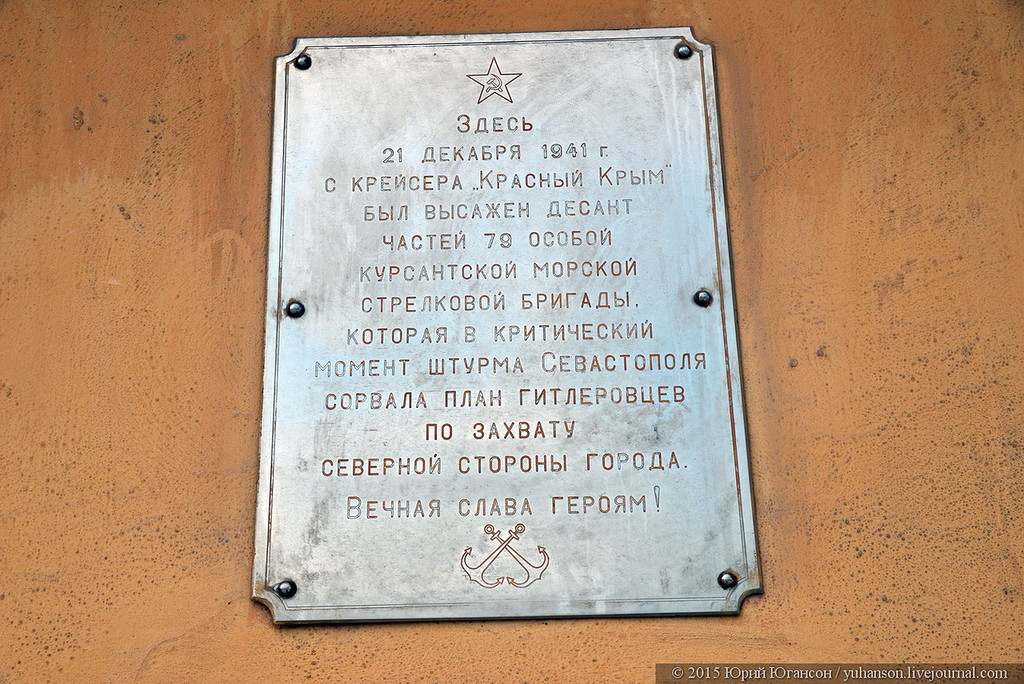 Здесь
21 декабря 1941 г.
с крейсера „Красный Крым"
был высажен десант
частей 79 особой
курсантской морской
стрелковой бригады,
которая в критический
момент штурма Севастополя
сорвала план гитлеровцев
по захвату
северной стороны города.
Вечная слава героям!
© 2015 Юрий Югансон / yuhanson.livejournal.com